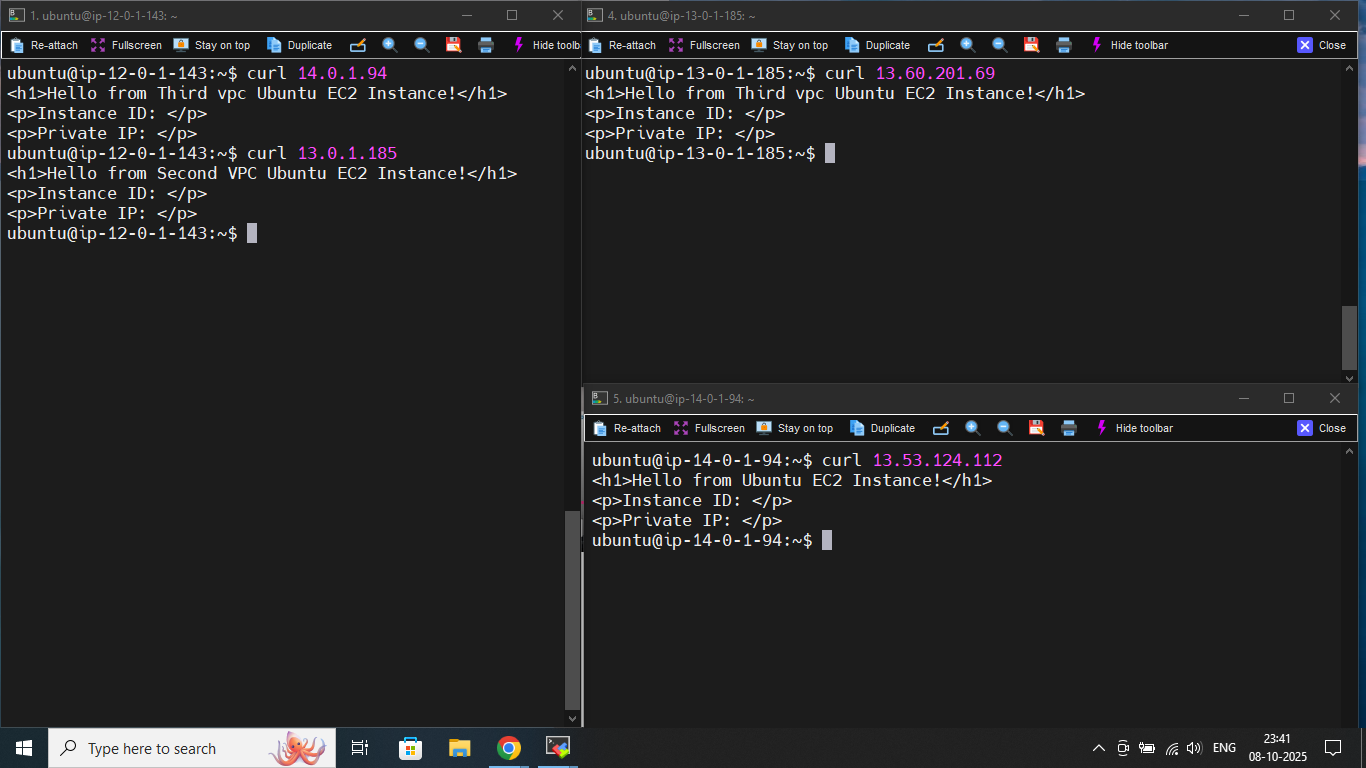 1. ubuntu@ip-12-0-1-143: ~
Re-attach Fullscreen Stay on top Duplicate Hide toolb
ubuntu@ip-12-0-1-143:~$ curl 14.0.1.94
<h1>Hello from Third vpc Ubuntu EC2 Instance!</h1>
<p>Instance ID: </p>
<p>Private IP: </p>
ubuntu@ip-12-0-1-143:~$ curl 13.0.1.185
<h1>Hello from Second VPC Ubuntu EC2 Instance!</h1>
<p>Instance ID: </p>
<p>Private IP: </p>
ubuntu@ip-12-0-1-143:~$
4. ubuntu@ip-13-0-1-185: ~
Re-attach Fullscreen Stay on top Duplicate Hide toolbar Close
ubuntu@ip-13-0-1-185:~$ curl 13.60.201.69
<h1>Hello from Third vpc Ubuntu EC2 Instance!</h1>
<p>Instance ID: </p>
<p>Private IP: </p>
ubuntu@ip-13-0-1-185:~$
5. ubuntu@ip-14-0-1-94: ~
Re-attach Fullscreen Stay on top Duplicate Hide toolbar Close
ubuntu@ip-14-0-1-94:~$ curl 13.53.124.112
<h1>Hello from Ubuntu EC2 Instance!</h1>
<p>Instance ID: </p>
<p>Private IP: </p>
ubuntu@ip-14-0-1-94:~$
Type here to search
ENG
23:41
08-10-2025